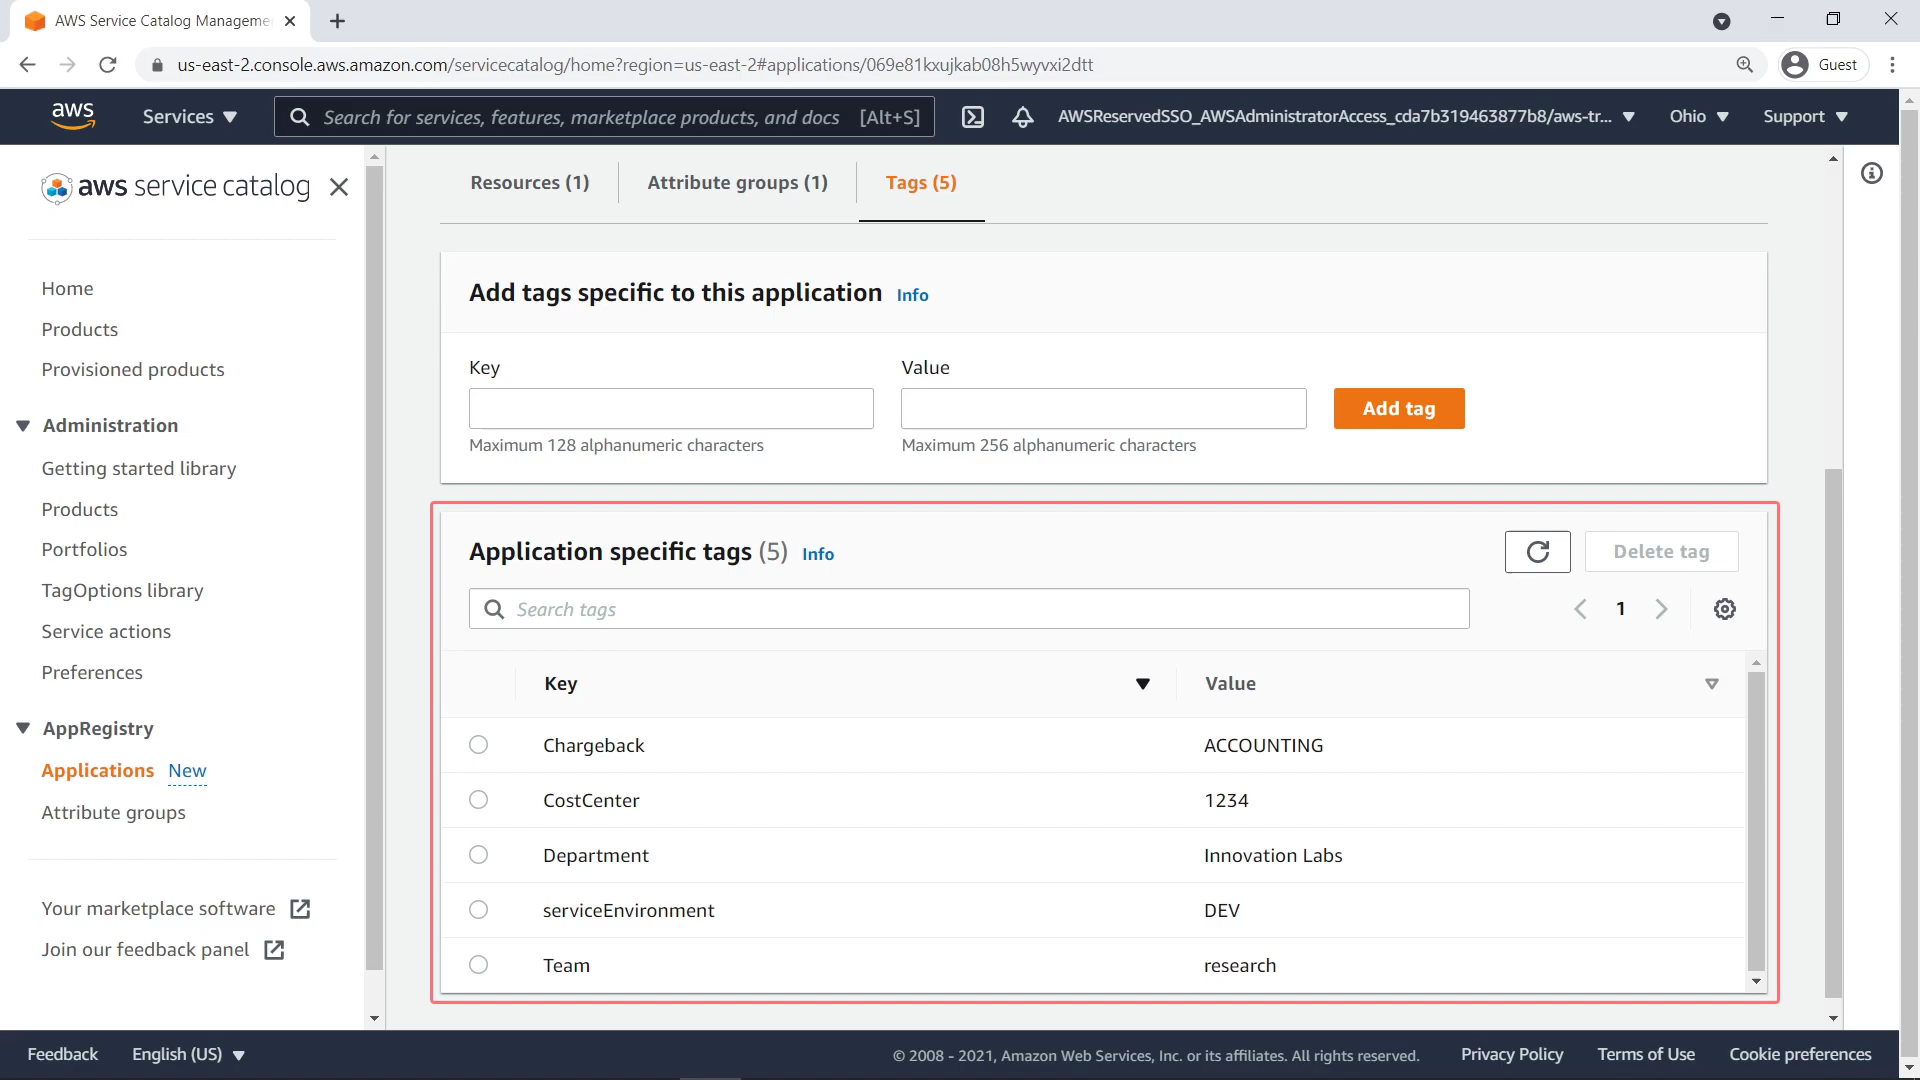 AWS Service Catalog Manageme
us-east-2.console.aws.amazon.com/servicecatalog/home?region=us-east-2#applications/069e81kxujkab08h5wyvxi2dtt
Guest
aws
Services
Search for services, features, marketplace products, and docs [Alt+S]
AWSReservedSSO_AWSAdministratorAccess_cda7b319463877b8/aws-tr...
Ohio
Support
aws service catalog
Home
Products
Provisioned products
Administration
Getting started library
Products
Portfolios
TagOptions library
Service actions
Preferences
AppRegistry
Applications New
Attribute groups
Your marketplace software
Join our feedback panel
Resources (1)
Attribute groups (1)
Tags (5)
Add tags specific to this application Info
Key
Value
Add tag
Maximum 128 alphanumeric characters
Maximum 256 alphanumeric characters
Application specific tags (5) Info
Delete tag
Search tags
1
Key
Value
Chargeback
ACCOUNTING
CostCenter
1234
Department
Innovation Labs
serviceEnvironment
DEV
Team
research
Feedback
English (US)
© 2008 - 2021, Amazon Web Services, Inc. or its affiliates. All rights reserved.
Privacy Policy
Terms of Use
Cookie preferences